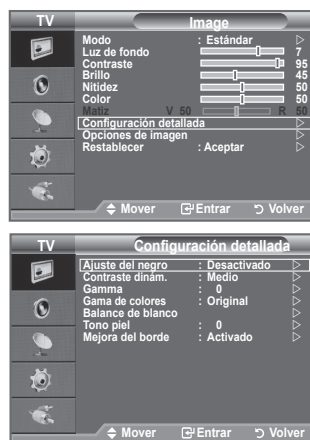 TV Image
Modo : Estándar
Luz de fondo 7
Contraste 95
Brillo 45
Nitidez 50
Color 50
Matiz V 50 R 50
Configuración detallada
Opciones de imagen
Restablecer : Aceptar
Mover Entrar Volver
TV Configuración detallada
Ajuste del negro : Desactivado
Contraste dinám. : Medio
Gamma : 0
Gama de colores : Original
Balance de blanco
Tono piel : 0
Mejora del borde : Activado
Mover Entrar Volver